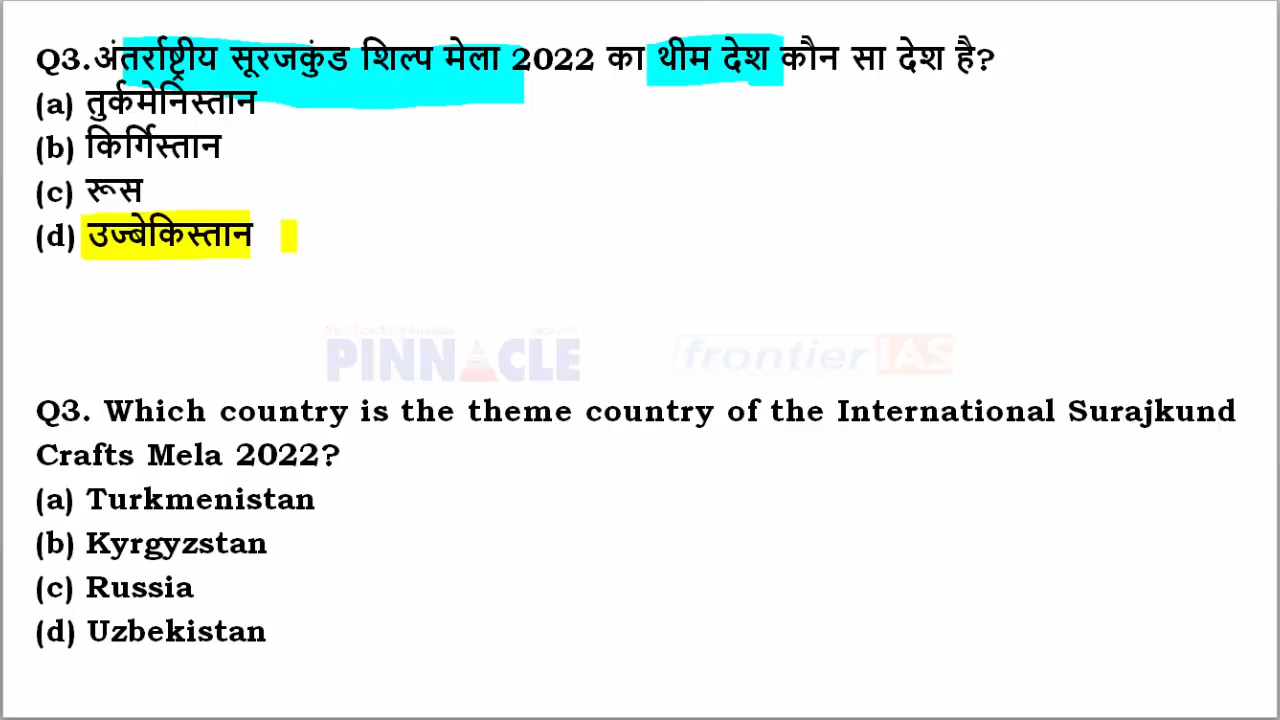 Q3.अंतर्राष्ट्रीय सूरजकुंड शिल्प मेला 2022 का थीम देश कौन सा देश है?
(a) तुर्कमेनिस्तान
(b) किर्गिस्तान
(c) रूस
(d) उज्बेकिस्तान
PINNACLE frontier IAS
Q3. Which country is the theme country of the International Surajkund
Crafts Mela 2022?
(a) Turkmenistan
(b) Kyrgyzstan
(c) Russia
(d) Uzbekistan